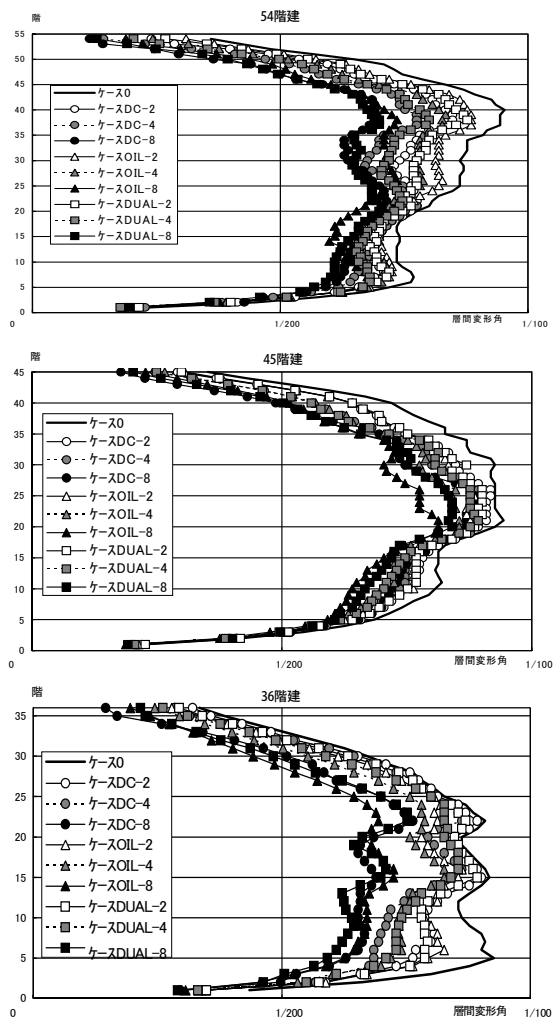 54階建
階
55
50
45
40
35
30
25
20
15
10
5
0
ケース0
ケースDC-2
ケースDC-4
ケースDC-8
ケースOIL-2
ケースOIL-4
ケースOIL-8
ケースDUAL-2
ケースDUAL-4
ケースDUAL-8
0
1/200
層間変形角
1/100
45階建
階
45
40
35
30
25
20
15
10
5
0
ケース0
ケースDC-2
ケースDC-4
ケースDC-8
ケースOIL-2
ケースOIL-4
ケースOIL-8
ケースDUAL-2
ケースDUAL-4
ケースDUAL-8
0
1/200
層間変形角
1/100
36階建
階
35
30
25
20
15
10
5
0
ケース0
ケースDC-2
ケースDC-4
ケースDC-8
ケースOIL-2
ケースOIL-4
ケースOIL-8
ケースDUAL-2
ケースDUAL-4
ケースDUAL-8
0
1/200
層間変形角
1/100